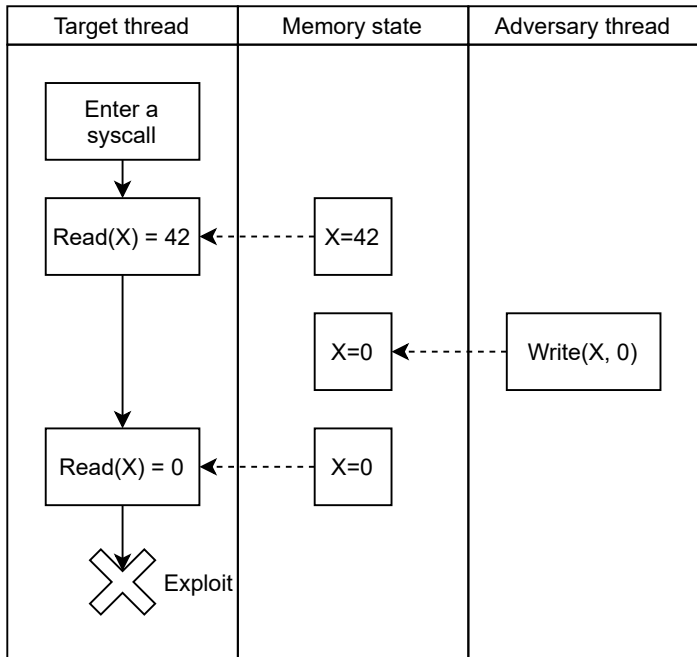 Target thread
Memory state
Adversary thread
Enter a
syscall
Read(X) = 42
X=42
X=0
Write(X, 0)
Read(X) = 0
X=0
Exploit